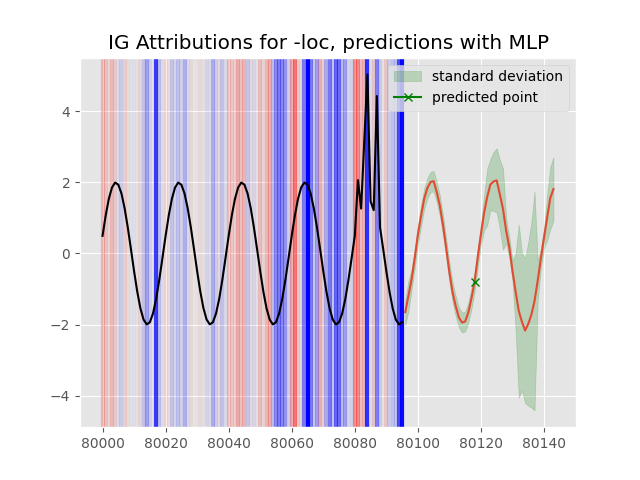 IG Attributions for -loc, predictions with MLP
standard deviation
predicted point
4
2
0
−2
−4
80000 80020 80040 80060 80080 80100 80120 80140